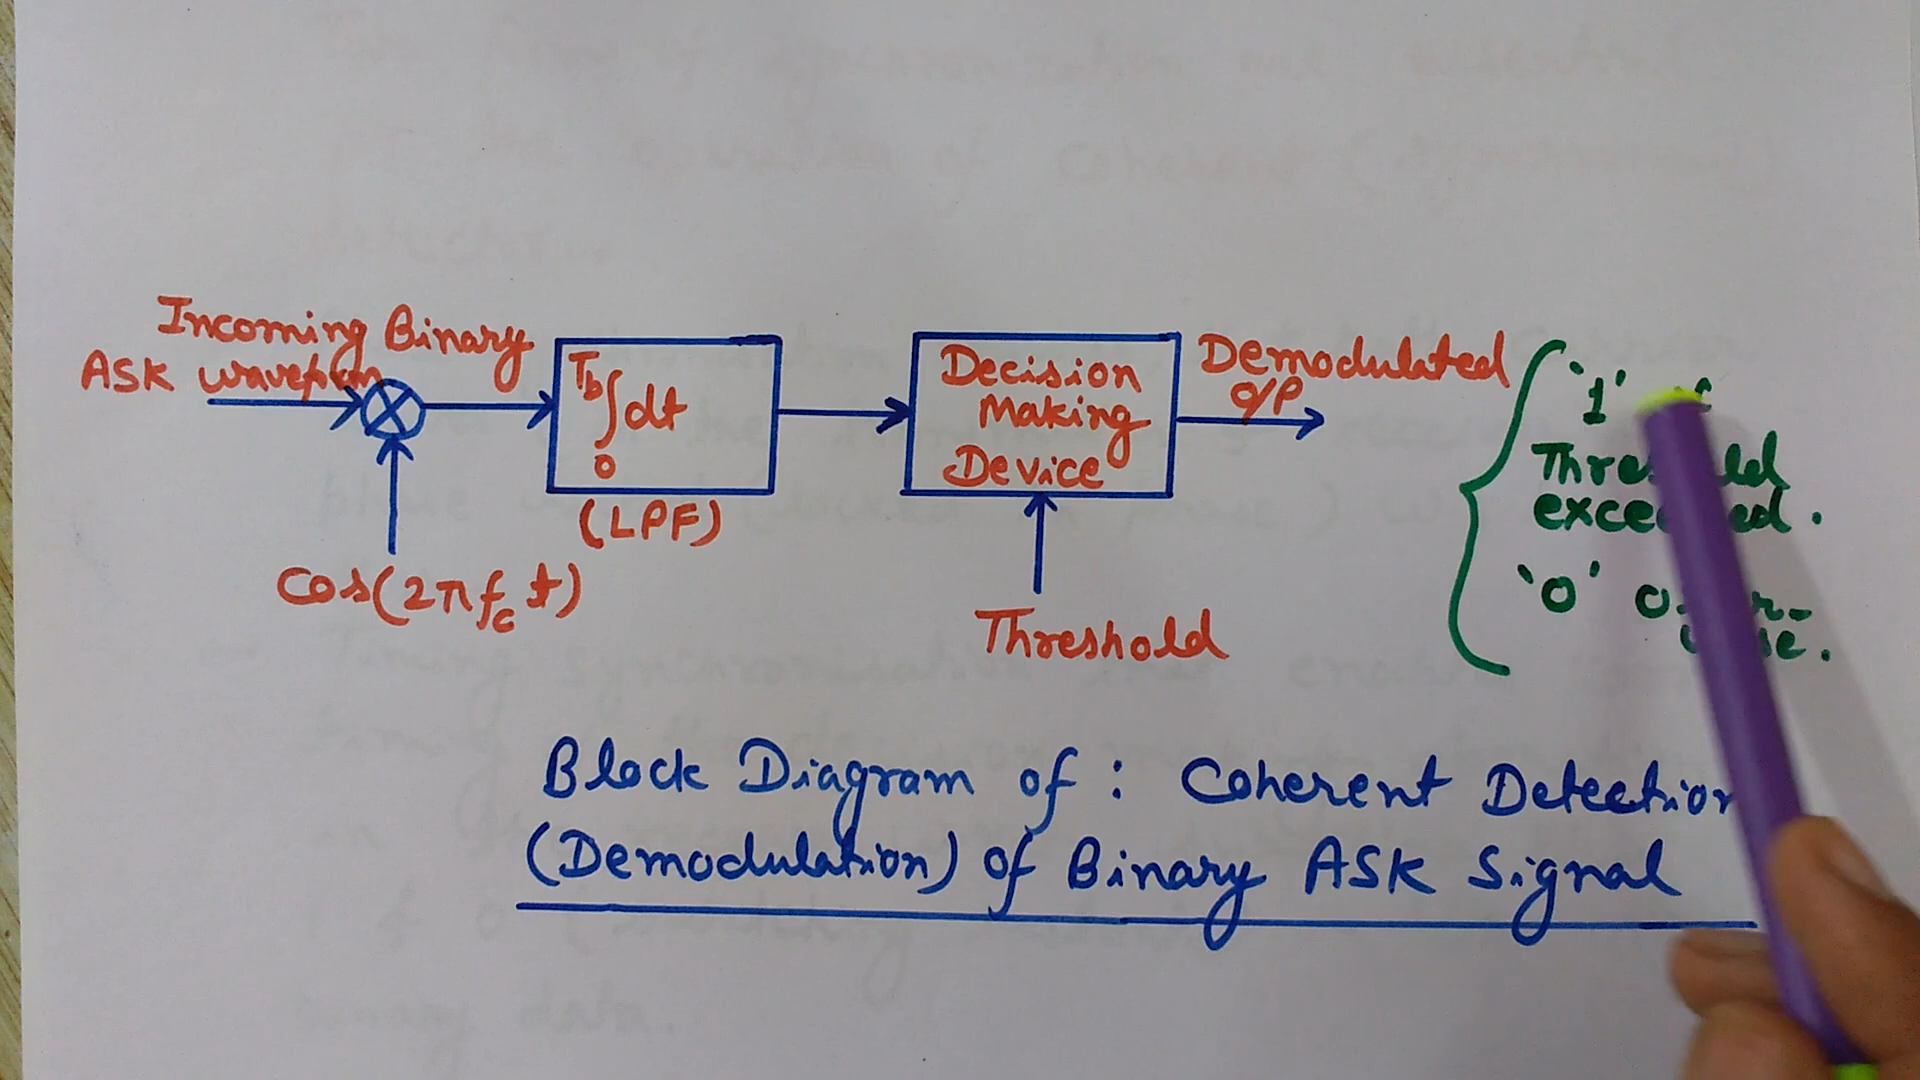 Incoming Binary
ASK waveform
Cos(2πfct)
Tb∫dt
0
(LPF)
Decision
Making
Device
Threshold
Demodulated
O/P
'1'
exceeded.
'0'
Block Diagram of : Coherent Detection
(Demodulation) of Binary ASK Signal